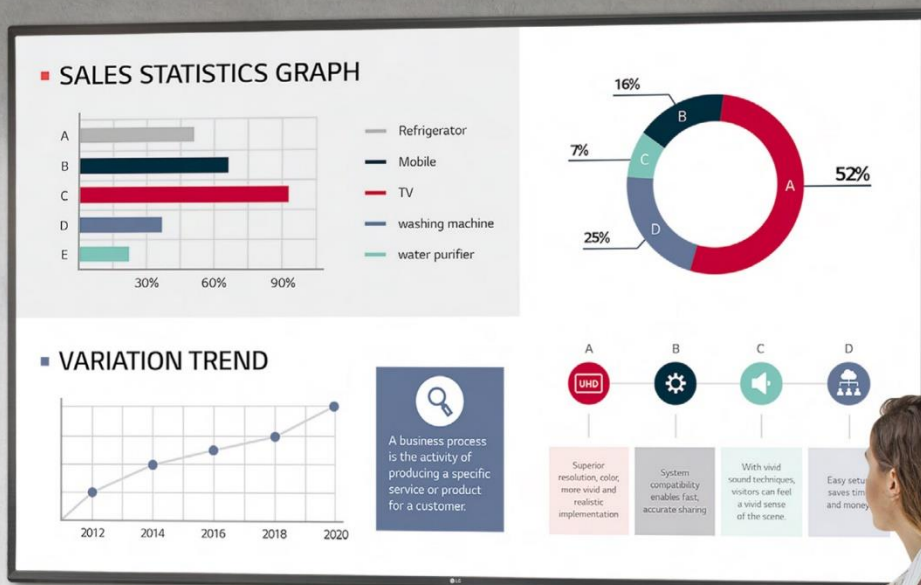 SALES STATISTICS GRAPH
A
B
C
D
E
30%
60%
90%
Refrigerator
Mobile
TV
washing machine
water purifier
16%
7%
25%
52%
B
C
D
A
VARIATION TREND
2012
2014
2016
2018
2020
A business process
is the activity of
producing a specific
service or product
for a customer.
A
B
C
D
UHD
Superior
resolution, color,
more vivid and
realistic
implementation
System
compatibility
enables fast,
accurate sharing
With vivid
sound techniques,
visitors can feel
a vivid sense
of the scene.
Easy
saves
and money
LG